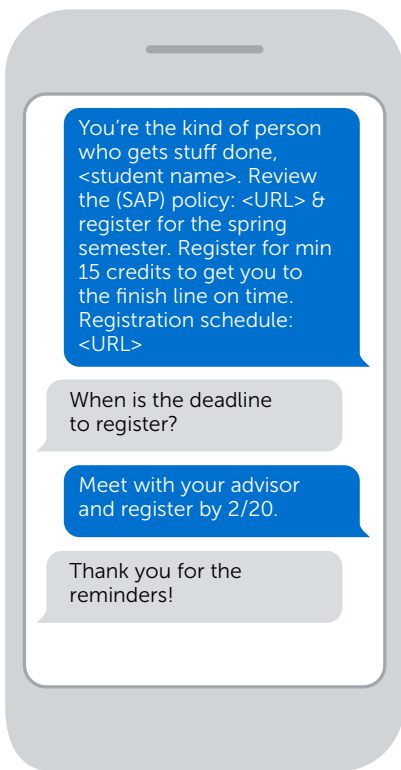 You’re the kind of person
who gets stuff done,
<student name>. Review
the (SAP) policy: <URL> &
register for the spring
semester. Register for min
15 credits to get you to
the finish line on time.
Registration schedule:
<URL>
When is the deadline
to register?
Meet with your advisor
and register by 2/20.
Thank you for the
reminders!